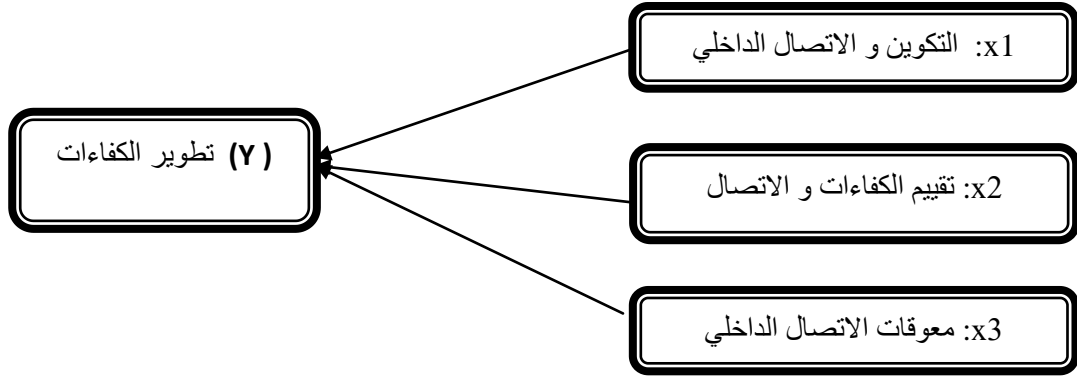 x1: التكوين و الاتصال الداخلي
(Y) تطوير الكفاءات
x2: تقييم الكفاءات و الاتصال
x3: معوقات الاتصال الداخلي